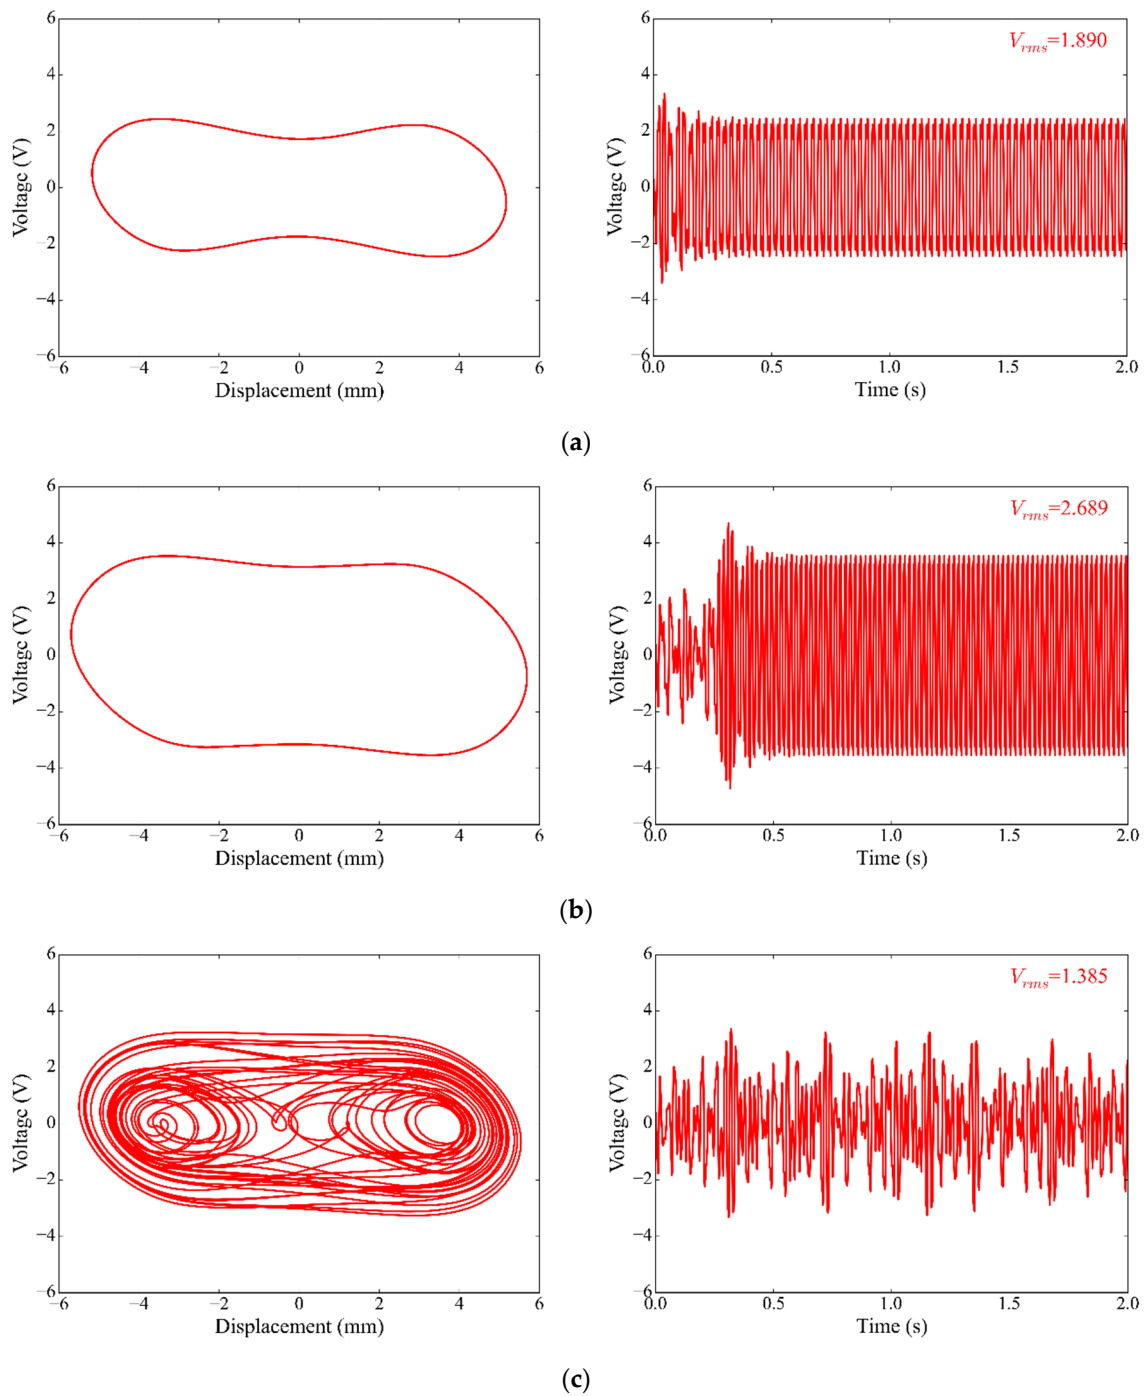 6
4
2
0
−2
−4
−6
Voltage (V)
−6 −4 −2 0 2 4 6
Displacement (mm)
V_rms=1.890
6
4
2
0
−2
−4
−6
Voltage (V)
0.0 0.5 1.0 1.5 2.0
Time (s)
(a)
6
4
2
0
−2
−4
−6
Voltage (V)
−6 −4 −2 0 2 4 6
Displacement (mm)
V_rms=2.689
6
4
2
0
−2
−4
−6
Voltage (V)
0.0 0.5 1.0 1.5 2.0
Time (s)
(b)
6
4
2
0
−2
−4
−6
Voltage (V)
−6 −4 −2 0 2 4 6
Displacement (mm)
V_rms=1.385
6
4
2
0
−2
−4
−6
Voltage (V)
0.0 0.5 1.0 1.5 2.0
Time (s)
(c)